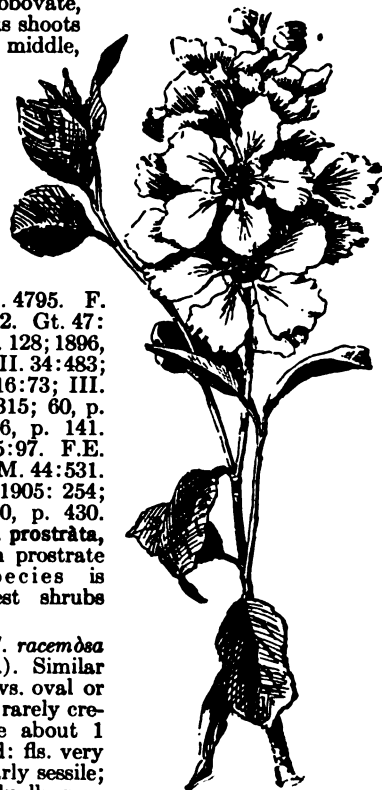 obovate,
s shoots
middle,
. 4795. F.
2. Gt. 47:
. 128; 1896,
II. 34:483;
16:73; III.
315; 60, p.
6, p. 141.
5:97. F.E.
M. 44:531.
1905: 254;
0, p. 430.
prostràta,
prostrate
pecies is
est shrubs
. racemòsa
.). Similar
vs. oval or
rarely cre-
e about 1
d: fls. very
rly sessile;